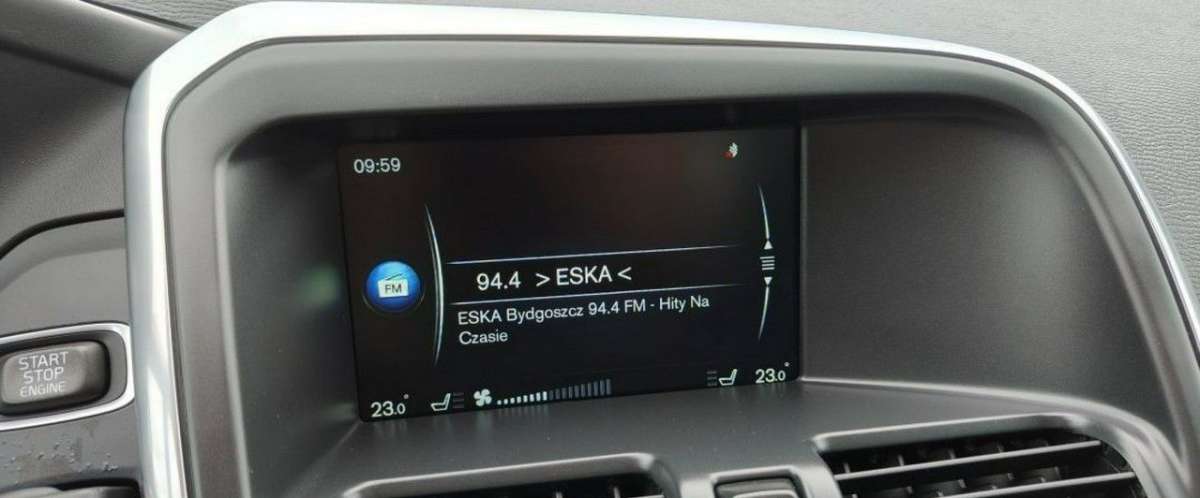 09:59
FM
94.4 >ESKA<
ESKA Bydgoszcz 94.4 FM - Hity Na
Czasie
START
STOP
ENGINE
23.0°
23.0°